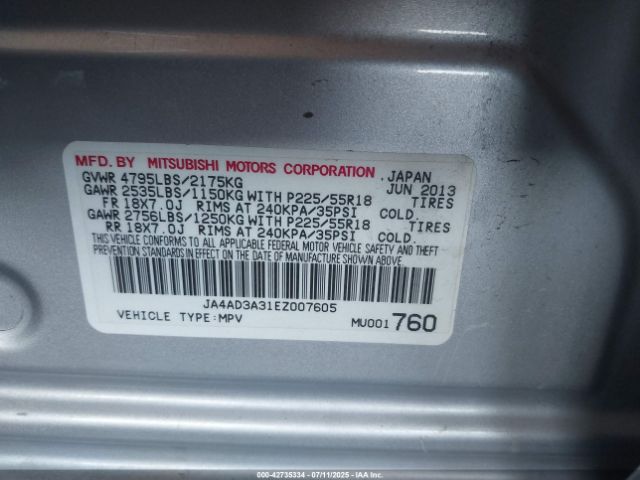 MFD. BY MITSUBISHI MOTORS CORPORATION JAPAN
GVWR 4795LBS/2175KG JUN 2013
GAWR 2535LBS/1150KG WITH P225/55R18 TIRES
FR 18X7.0J RIMS AT 240KPA/35PSI COLD.
GAWR 2756LBS/1250KG WITH P225/55R18 TIRES
RR 18X7.0J RIMS AT 240KPA/35PSI COLD.
THIS VEHICLE CONFORMS TO ALL APPLICABLE FEDERAL MOTOR VEHICLE SAFETY AND THEFT
PREVENTION STANDARDS IN EFFECT ON THE DATE OF MANUFACTURE SHOWN ABOVE.
JA4AD3A31EZ007605
VEHICLE TYPE:MPV MU001760
000-42735334 - 07/11/2025 - IAA, Inc.